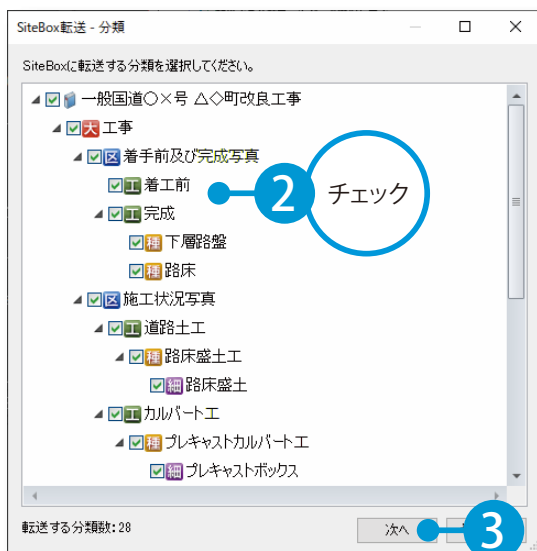 SiteBox転送 - 分類
SiteBoxに転送する分類を選択してください。
一般国道○×号 △◇町改良工事
大 工事
区 着手前及び完成写真
工 着工前
2 チェック
工 完成
種 下層路盤
種 路床
区 施工状況写真
工 道路土工
種 路床盛土工
細 路床盛土
工 カルバート工
種 プレキャストカルバート工
細 プレキャストボックス
転送する分類数: 28
次へ
3